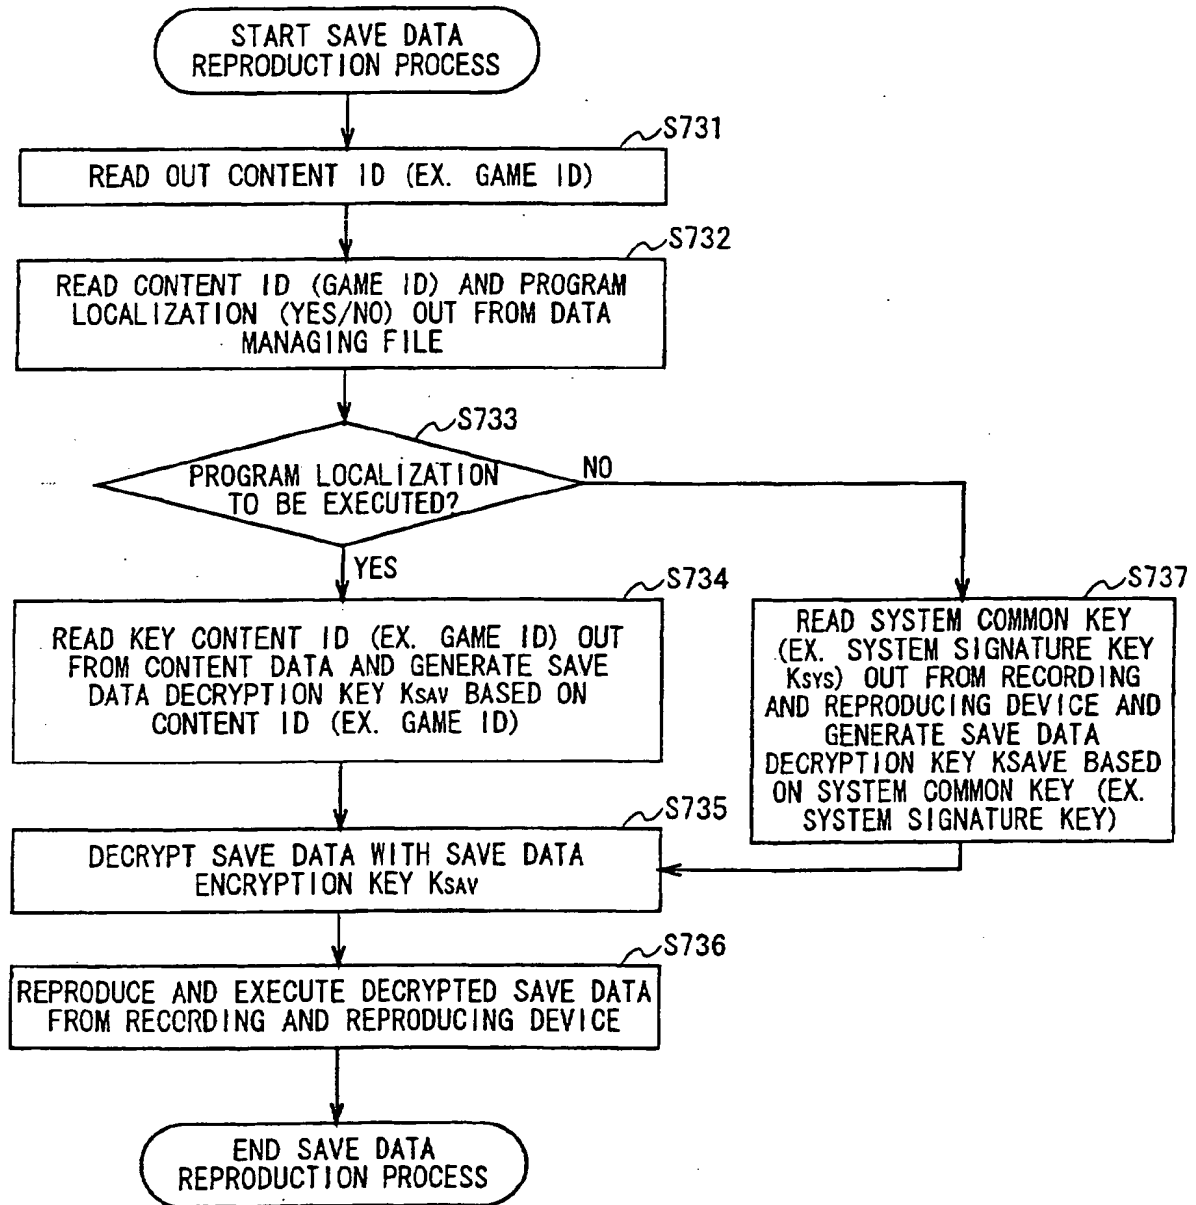 START SAVE DATA
REPRODUCTION PROCESS
S731
READ OUT CONTENT ID (EX. GAME ID)
S732
READ CONTENT ID (GAME ID) AND PROGRAM
LOCALIZATION (YES/NO) OUT FROM DATA
MANAGING FILE
S733
PROGRAM LOCALIZATION
TO BE EXECUTED?
NO
YES
S734
READ KEY CONTENT ID (EX. GAME ID) OUT
FROM CONTENT DATA AND GENERATE SAVE
DATA DECRYPTION KEY KSAV BASED ON
CONTENT ID (EX. GAME ID)
S737
READ SYSTEM COMMON KEY
(EX. SYSTEM SIGNATURE KEY
KSYS) OUT FROM RECORDING
AND REPRODUCING DEVICE AND
GENERATE SAVE DATA
DECRYPTION KEY KSAVE BASED
ON SYSTEM COMMON KEY (EX.
SYSTEM SIGNATURE KEY)
S735
DECRYPT SAVE DATA WITH SAVE DATA
ENCRYPTION KEY KSAV
S736
REPRODUCE AND EXECUTE DECRYPTED SAVE DATA
FROM RECORDING AND REPRODUCING DEVICE
END SAVE DATA
REPRODUCTION PROCESS